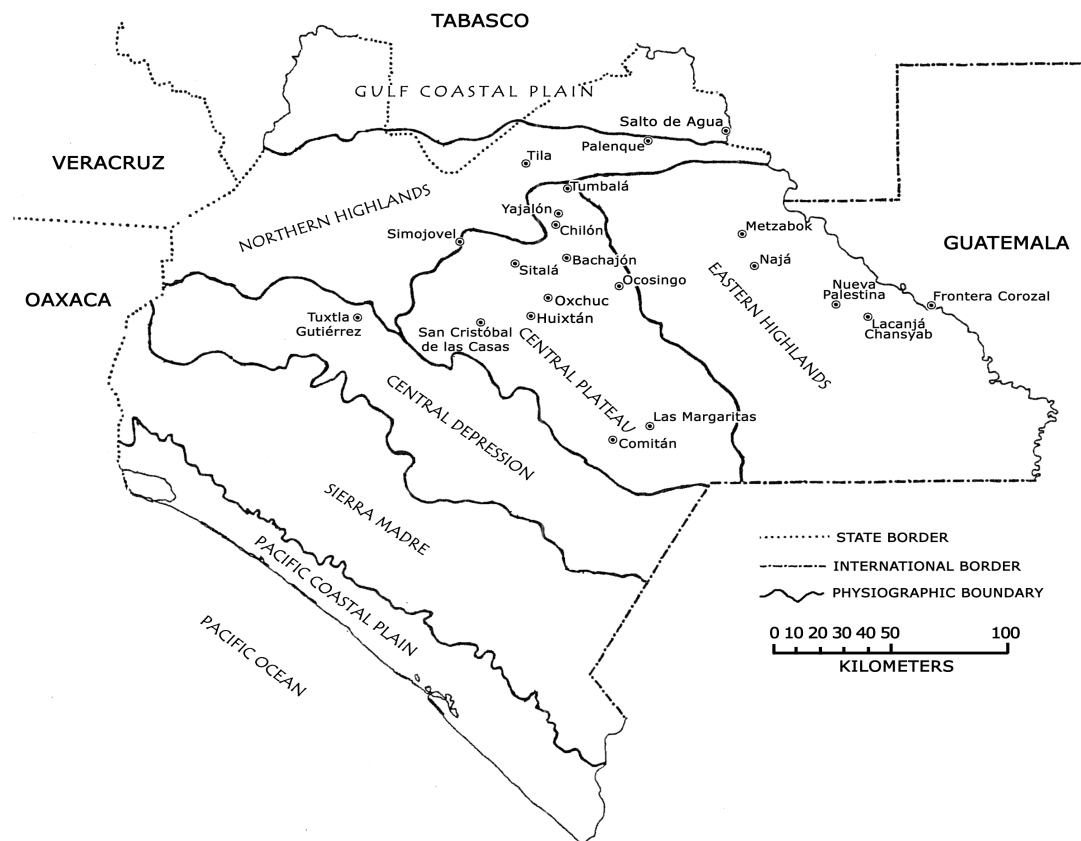 TABASCO
GULF COASTAL PLAIN
Salto de Agua
Palenque
VERACRUZ
Tila
Tumbalá
NORTHERN HIGHLANDS
Yajalón
Chilón
Simojovel
Metzabok
GUATEMALA
Bachajón
Sitalá
Najá
Ocosingo
EASTERN HIGHLANDS
OAXACA
Oxchuc
Nueva
Palestina
Frontera Corozal
Tuxtla
Gutiérrez
Huixtán
Lacanjá
Chansyab
San Cristóbal
de las Casas
CENTRAL PLATEAU
CENTRAL DEPRESSION
Las Margaritas
Comitán
SIERRA MADRE
PACIFIC COASTAL PLAIN
PACIFIC OCEAN
STATE BORDER
INTERNATIONAL BORDER
PHYSIOGRAPHIC BOUNDARY
0 10 20 30 40 50 100
KILOMETERS